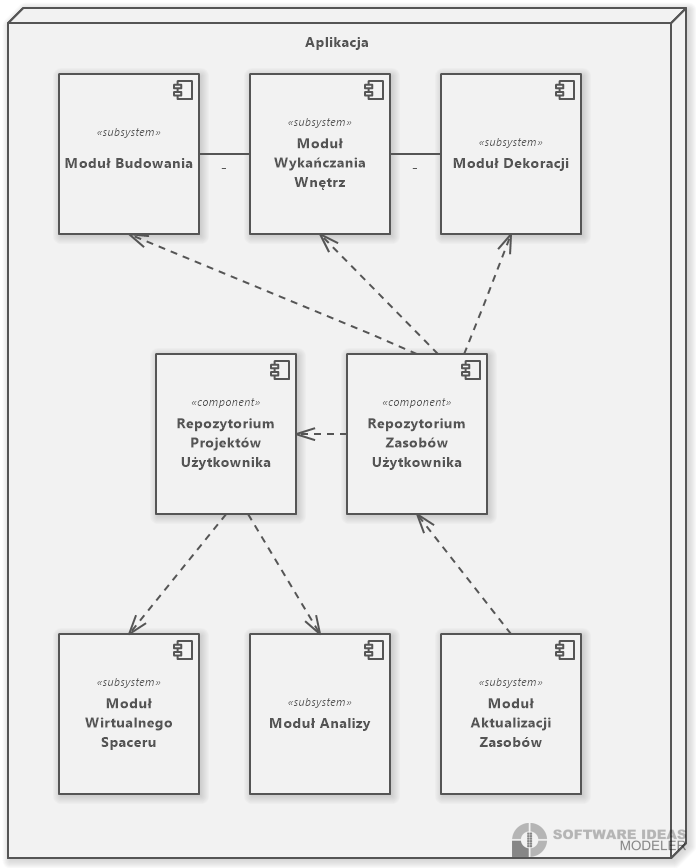 Aplikacja
«subsystem»
Moduł Budowania
«subsystem»
Moduł
Wykańczania
Wnętrz
«subsystem»
Moduł Dekoracji
-
-
«component»
Repozytorium
Projektów
Użytkownika
«component»
Repozytorium
Zasobów
Użytkownika
«subsystem»
Moduł
Wirtualnego
Spaceru
«subsystem»
Moduł Analizy
«subsystem»
Moduł
Aktualizacji
Zasobów
SOFTWARE IDEAS
MODELER